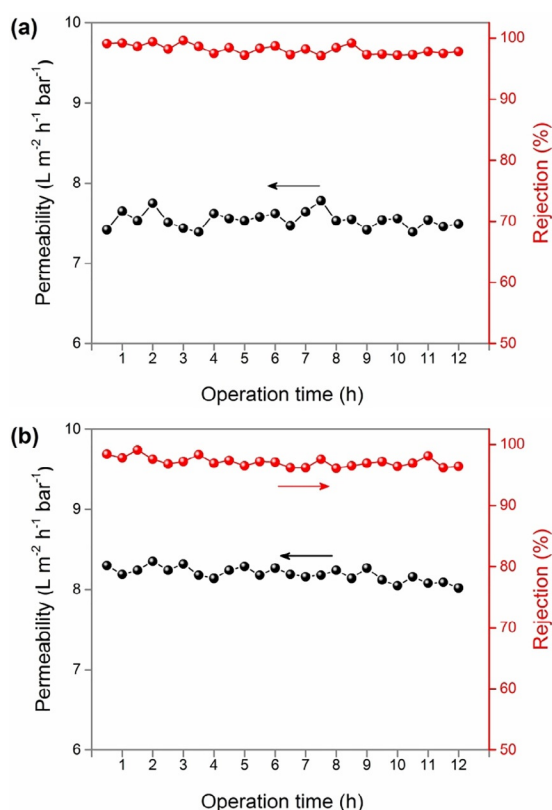 (a)
10
9
8
7
6
Permeability (L m⁻² h⁻¹ bar⁻¹)
100
90
80
70
60
50
Rejection (%)
1 2 3 4 5 6 7 8 9 10 11 12
Operation time (h)
(b)
10
9
8
7
6
Permeability (L m⁻² h⁻¹ bar⁻¹)
100
90
80
70
60
50
Rejection (%)
1 2 3 4 5 6 7 8 9 10 11 12
Operation time (h)